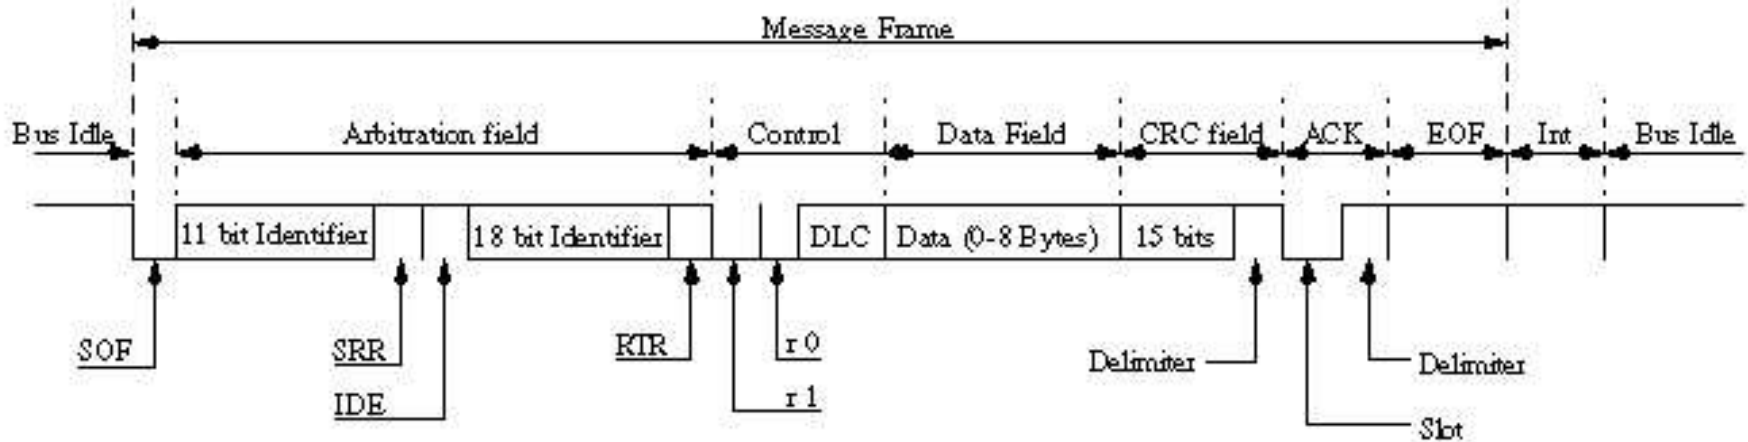 Message Frame
Bus Idle Arbitration field Control Data Field CRC field ACK EOF Int Bus Idle
11 bit Identifier 18 bit Identifier DLC Data (0-8 Bytes) 15 bits
SOF SRR RTR r 0 Delimiter Delimiter
IDE r 1 Slot